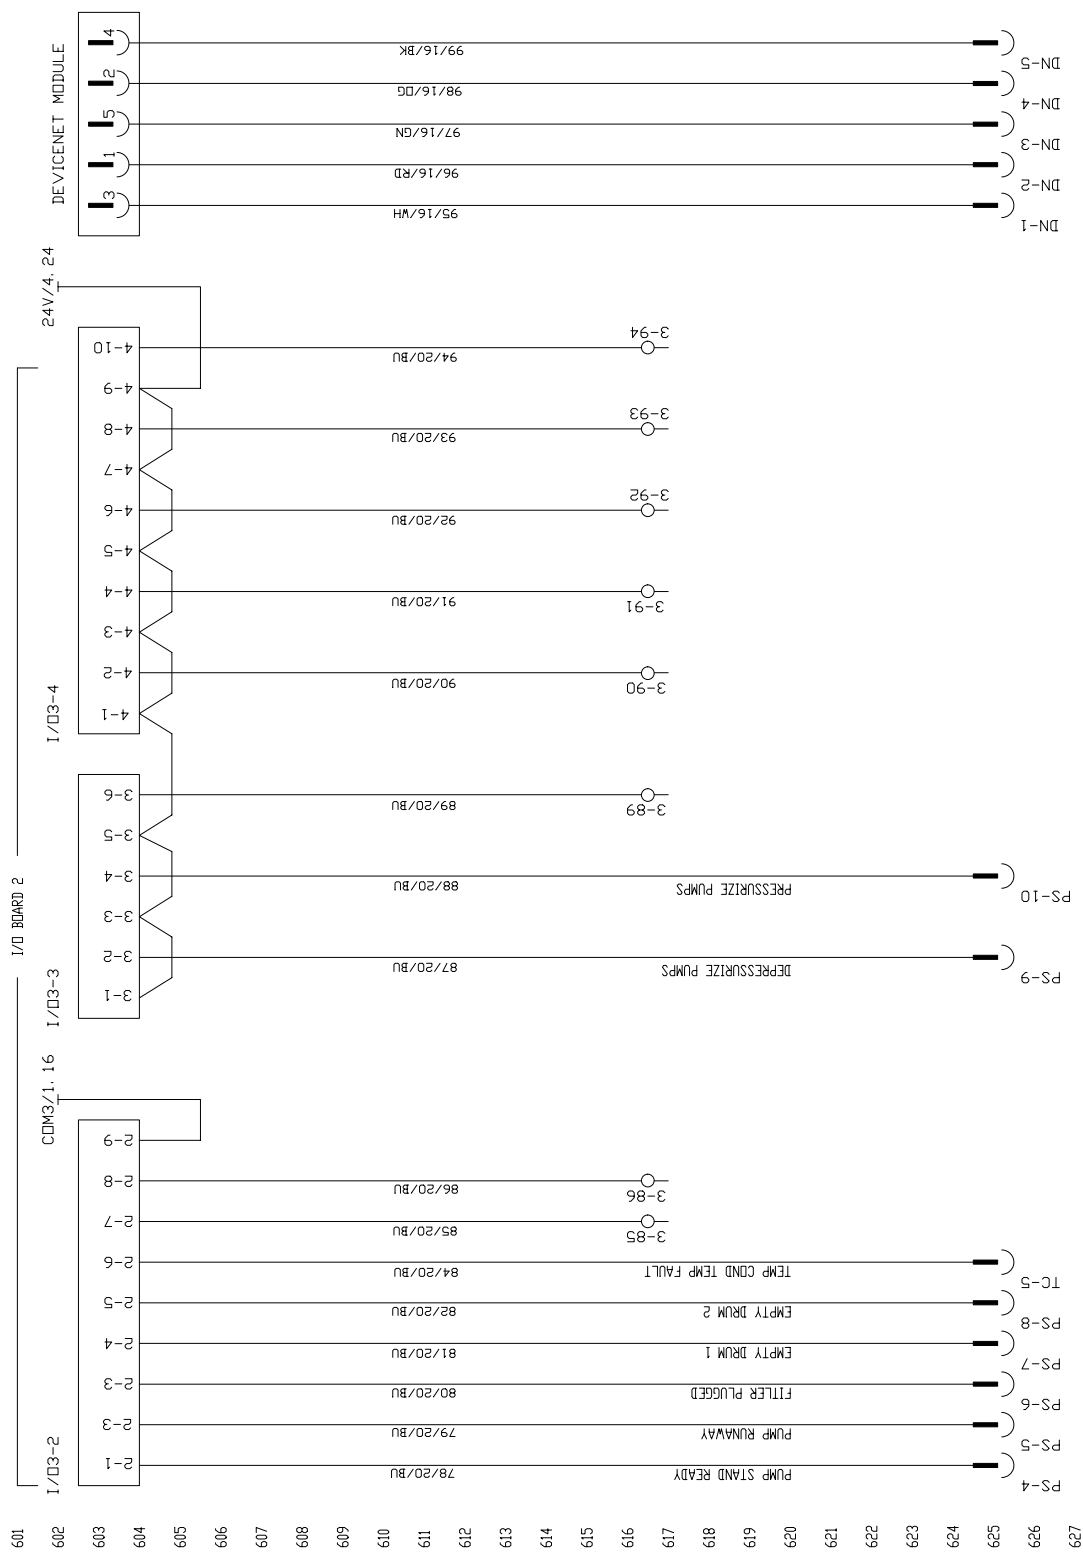 DEVICENET MODULE
4
99/16/BK
DN-5
2
98/16/OG
DN-4
5
97/16/GN
DN-3
1
96/16/RD
DN-2
3
95/16/WH
DN-1
24V/4.24
I/O BOARD 2
I/O3-4
4-10
94/20/BU
3-94
4-9
4-8
93/20/BU
3-93
4-7
4-6
92/20/BU
3-92
4-5
4-4
91/20/BU
3-91
4-3
4-2
90/20/BU
3-90
4-1
I/O3-3
3-6
89/20/BU
3-89
3-5
3-4
88/20/BU
PRESSURIZE PUMPS
PS-10
3-3
3-2
87/20/BU
DEPRESSURIZE PUMPS
PS-9
3-1
COM3/1.16
I/O3-2
2-9
2-8
86/20/BU
3-86
2-7
85/20/BU
3-85
2-6
84/20/BU
TEMP COND TEMP FAULT
TC-5
2-5
82/20/BU
EMPTY DRUM 2
PS-8
2-4
81/20/BU
EMPTY DRUM 1
PS-7
2-3
80/20/BU
FITLER PLUGGED
PS-6
2-3
79/20/BU
PUMP RUNAWAY
PS-5
2-1
78/20/BU
PUMP STAND READY
PS-4
601
602
603
604
605
606
607
608
609
610
611
612
613
614
615
616
617
618
619
620
621
622
623
624
625
626
627